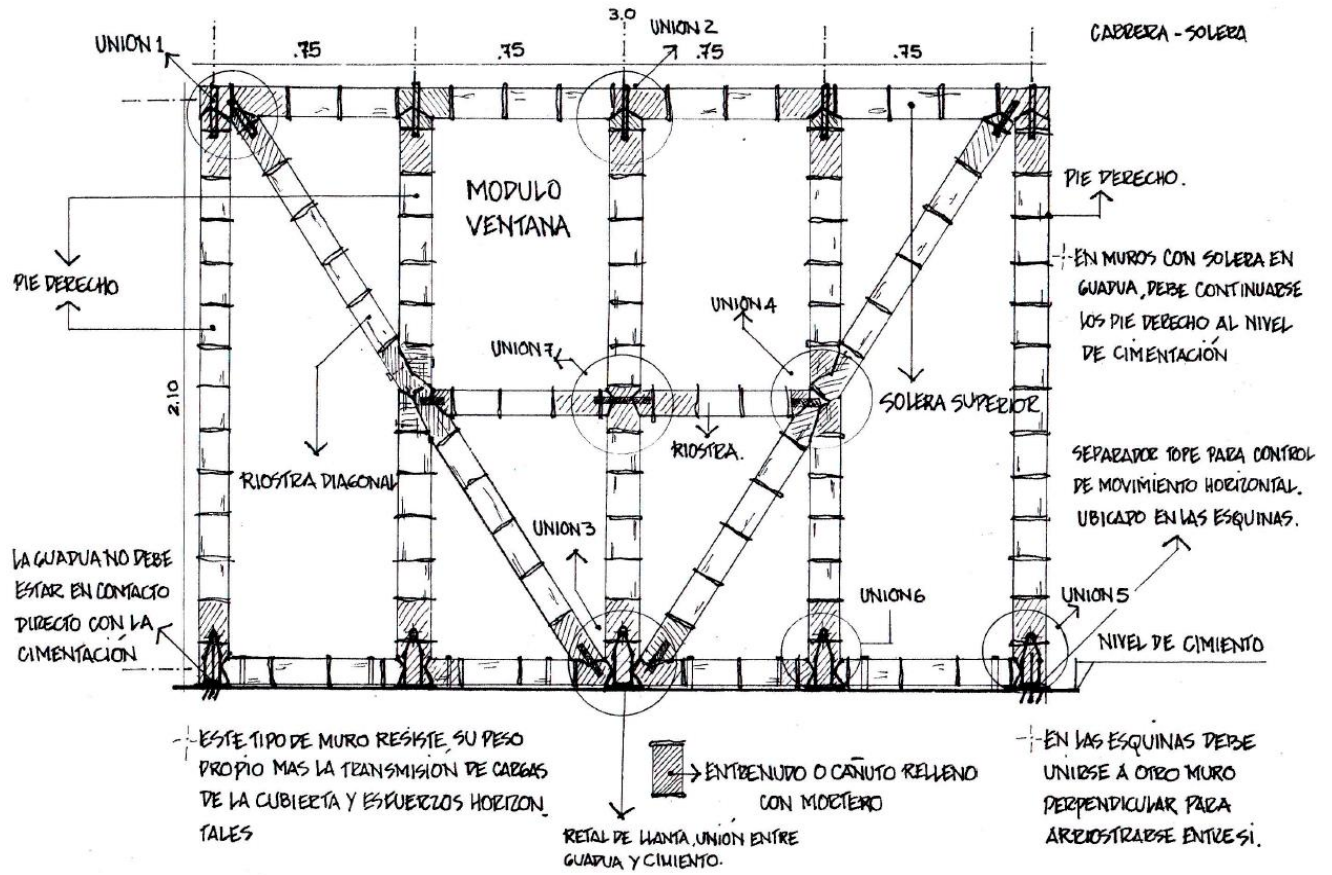 3.0
UNION 1
.75
.75
UNION 2
.75
.75
CABRERA - SOLERA
MODULO
VENTANA
PIE DERECHO
PIE DERECHO.
EN MUROS CON SOLERA EN
GUADUA, DEBE CONTINUARSE
LOS PIE DERECHO AL NIVEL
DE CIMENTACIÓN
2.10
UNION 7
UNION 4
SOLERA SUPERIOR
RIOSTRA.
RIOSTRA DIAGONAL
SEPARADOR TOPE PARA CONTROL
DE MOVIMIENTO HORIZONTAL.
UBICADO EN LAS ESQUINAS.
UNION 3
LA GUADUA NO DEBE
ESTAR EN CONTACTO
DIRECTO CON LA
CIMENTACIÓN
UNION 6
UNION 5
NIVEL DE CIMIENTO
ESTE TIPO DE MURO RESISTE SU PESO
PROPIO MAS LA TRANSMISIÓN DE CARGAS
DE LA CUBIERTA Y ESFUERZOS HORIZON
TALES
ENTRENUDO O CAÑUTO RELLENO
CON MORTERO
RETAL DE LLANTA, UNIÓN ENTRE
GUADUA Y CIMIENTO.
EN LAS ESQUINAS DEBE
UNIRSE A OTRO MURO
PERPENDICULAR PARA
ARRIOSTRARSE ENTRE SI.